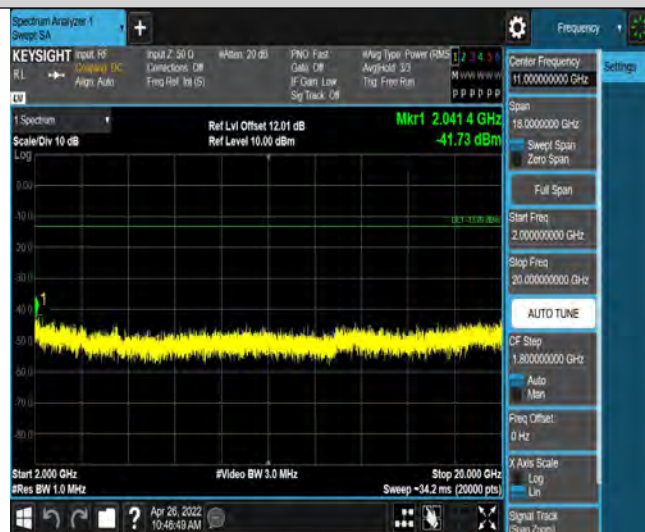 Spectrum Analyzer 1
Swept SA
+
Frequency
KEYSIGHT
Input: RF
Coupling: DC
Align: Auto
Input Z: 50 Ω
Corrections: Off
Freq Ref: Int (S)
#Atten: 20 dB
PNO: Fast
Gate: Off
IF Gain: Low
Sig Track: Off
#Avg Type: Power (RMS
Avg|Hold: 3/3
Trig: Free Run
1 2 3 4 5 6
M W W W W W
P P P P P P
RL
LV
1 Spectrum
Scale/Div 10 dB
Log
Ref Lvl Offset 12.01 dB
Ref Level 10.00 dBm
Mkr1 2.041 4 GHz
-41.73 dBm
0.00
-10.0
-20.0
-30.0
-40.0
-50.0
-60.0
-70.0
-80.0
1
Start 2.000 GHz
#Res BW 1.0 MHz
#Video BW 3.0 MHz
Stop 20.000 GHz
Sweep ~34.2 ms (20000 pts)
Apr 26, 2022
10:46:49 AM
Center Frequency
11.000000000 GHz
Settings
Span
18.0000000 GHz
Swept Span
Zero Span
Full Span
Start Freq
2.000000000 GHz
Stop Freq
20.000000000 GHz
AUTO TUNE
CF Step
1.800000000 GHz
Auto
Man
Freq Offset
0 Hz
X Axis Scale
Log
Lin
Signal Track
(Span Zoom)